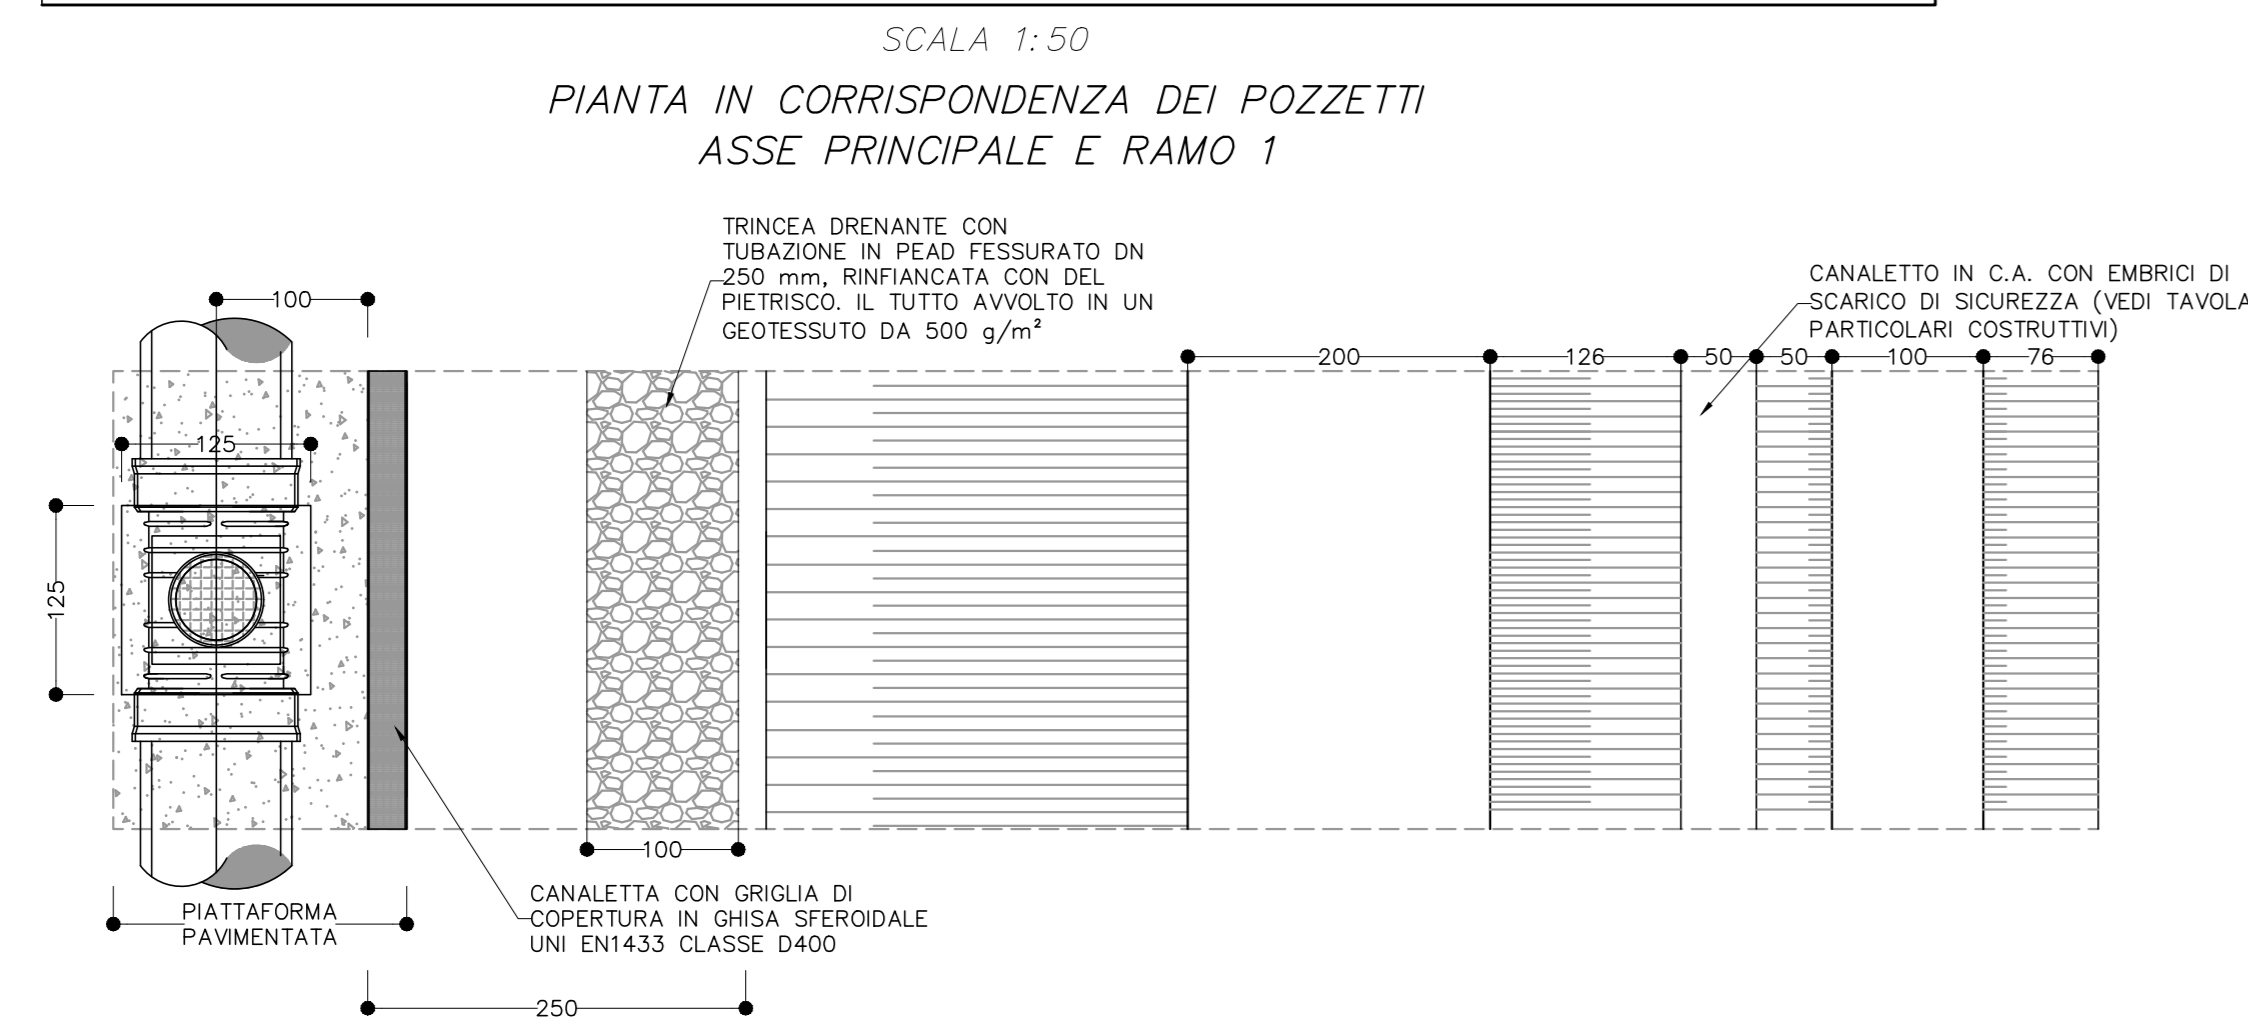 SCALA 1:50
PIANTA IN CORRISPONDENZA DEI POZZETTI
ASSE PRINCIPALE E RAMO 1
TRINCEA DRENANTE CON
TUBAZIONE IN PEAD FESSURATO DN
250 mm, RINFIANCATA CON DEL
PIETRISCO. IL TUTTO AVVOLTO IN UN
GEOTESSUTO DA 500 g/m²
CANALETTO IN C.A. CON EMBRICI DI
SCARICO DI SICUREZZA (VEDI TAVOLA
PARTICOLARI COSTRUTTIVI)
100
200
126
50
50
100
76
125
125
100
PIATTAFORMA
PAVIMENTATA
CANALETTA CON GRIGLIA DI
COPERTURA IN GHISA SFEROIDALE
UNI EN1433 CLASSE D400
250